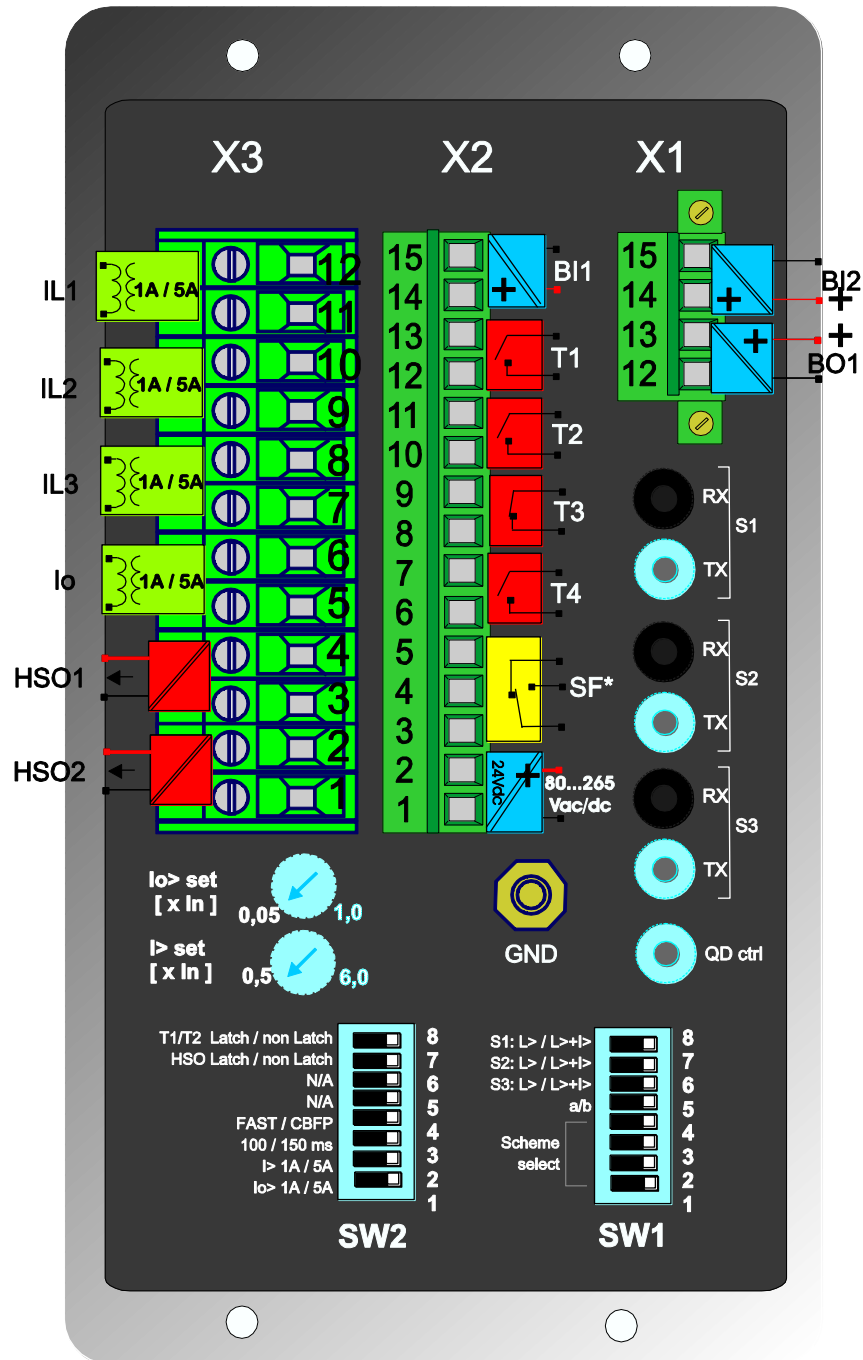 X3 X2 X1
IL1
1A / 5A
12
11
IL2
1A / 5A
10
9
IL3
1A / 5A
8
7
Io
1A / 5A
6
5
HSO1
4
3
HSO2
2
1
15
14
BI1
13
12
T1
11
10
T2
9
8
T3
7
6
T4
5
4
3
SF*
2
1
24Vdc
+
80...265
Vac/dc
15
14
13
12
BI2
+
+
BO1
RX
TX
S1
RX
TX
S2
RX
TX
S3
QD ctrl
GND
Io> set
[ x In ]
0,05
1,0
I> set
[ x In ]
0,5
6,0
T1/T2 Latch / non Latch
HSO Latch / non Latch
N/A
N/A
FAST / CBFP
100 / 150 ms
I> 1A / 5A
Io> 1A / 5A
8
7
6
5
4
3
2
1
SW2
S1: L> / L>+I>
S2: L> / L>+I>
S3: L> / L>+I>
a/b
Scheme
select
8
7
6
5
4
3
2
1
SW1